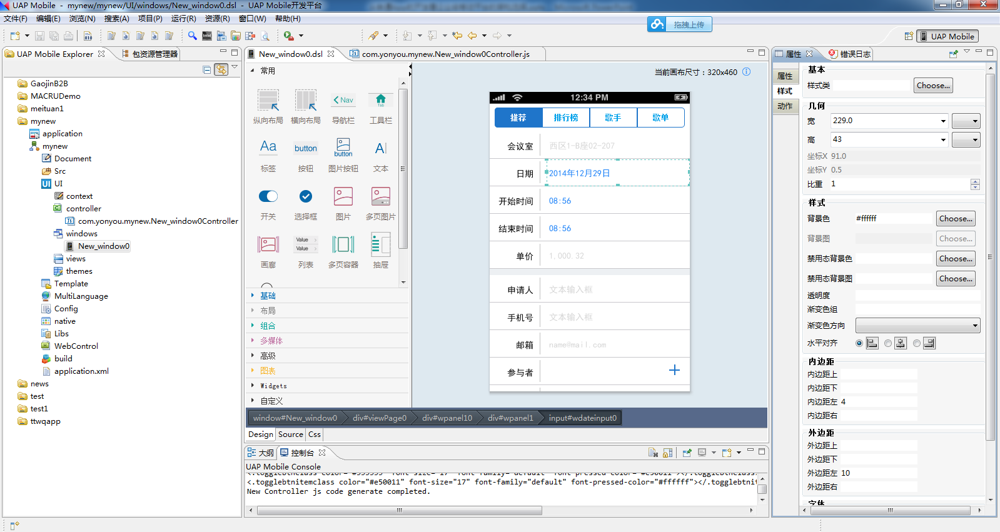 UAP Mobile - mynew/mynew/UI/windows/New_window0.dsl - UAP Mobile开发平台
文件(F) 编辑(E) 浏览(N) 搜索(A) 项目(P) 运行(R) 资源(R) 窗口(W) 帮助(H)
拖拽上传
UAP Mobile
UAP Mobile Explorer 包资源管理器
GaojinB2B
MACRUDemo
meituan1
mynew
application
mynew
Document
Src
UI
context
controller
com.yonyou.mynew.New_window0Controller
windows
New_window0
views
themes
Template
MultiLanguage
Config
native
Libs
WebControl
build
application.xml
news
test
test1
ttwqapp
New_window0.dsl com.yonyou.mynew.New_window0Controller.js
常用
Nav
Tab
纵向布局 横向布局 导航栏 工具栏
Aa button button A
标签 按钮 图片按钮 文本
开关 选择框 图片 多页图片
Value
Value
画廊 列表 多页容器 抽屉
基础
布局
组合
多媒体
高级
图表
Widgets
自定义
当前画布尺寸：320x460
12:34 PM
推荐 排行榜 歌手 歌单
会议室 西区1-B座02-207
日期 2014年12月29日
开始时间 08:56
结束时间 08:56
单价 1,000.32
申请人 文本输入框
手机号 文本输入框
邮箱 name@mail.com
参与者
window#New_window0 div#viewPage0 div#wpanel10 div#wpanel1 input#wdateinput0
Design Source Css
大纲 控制台
UAP Mobile Console
<.togglebtnitemclass color="#e50011" font-size="17" font-family="default" font-pressed-color="#ffffff"></.togglebtnit
New Controller js code generate completed.
属性 错误日志
属性
样式
动作
基本
样式类 Choose...
几何
宽 229.0
高 43
坐标X 91.0
坐标Y 0.5
比重 1
样式
背景色 #ffffff Choose...
背景图 Choose...
禁用态背景色 Choose...
禁用态背景图 Choose...
透明度
渐变色组
渐变色方向
水平对齐
内边距
内边距上
内边距下
内边距左 4
内边距右
外边距
外边距上
外边距下
外边距左 10
外边距右
字体